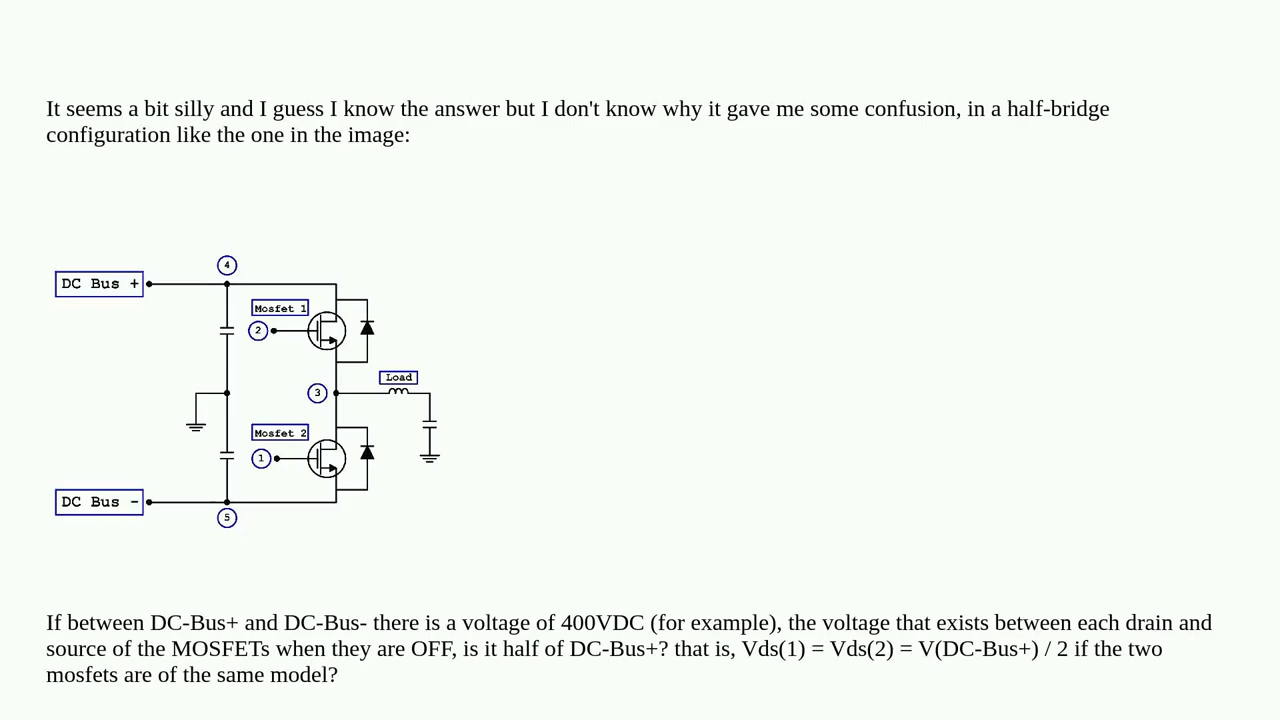 It seems a bit silly and I guess I know the answer but I don't know why it gave me some confusion, in a half-bridge
configuration like the one in the image:
4
DC Bus +
Mosfet 1
2
Load
3
Mosfet 2
1
DC Bus -
5
If between DC-Bus+ and DC-Bus- there is a voltage of 400VDC (for example), the voltage that exists between each drain and
source of the MOSFETs when they are OFF, is it half of DC-Bus+? that is, Vds(1) = Vds(2) = V(DC-Bus+) / 2 if the two
mosfets are of the same model?